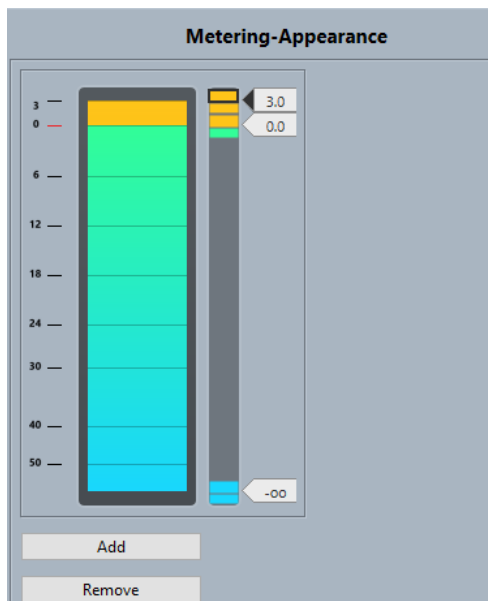 Metering-Appearance
3 — 3.0
0 — 0.0
6 —
12 —
18 —
24 —
30 —
40 —
50 —
-oo
Add
Remove